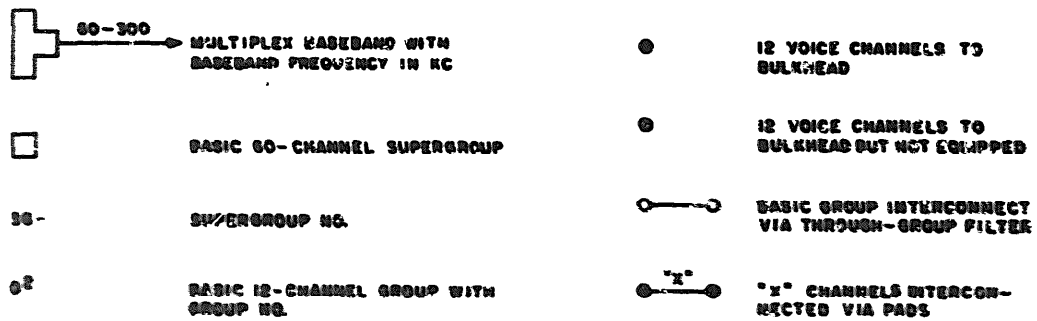 60-300
MULTIPLEX BASEBAND WITH
BASEBAND FREQUENCY IN KC
BASIC 60-CHANNEL SUPERGROUP
SG-
SUPERGROUP NO.
2
BASIC 12-CHANNEL GROUP WITH
GROUP NO.
12 VOICE CHANNELS TO
BULKHEAD
12 VOICE CHANNELS TO
BULKHEAD BUT NOT EQUIPPED
BASIC GROUP INTERCONNECT
VIA THROUGH-GROUP FILTER
"X"
"X" CHANNELS INTERCON-
NECTED VIA PADS